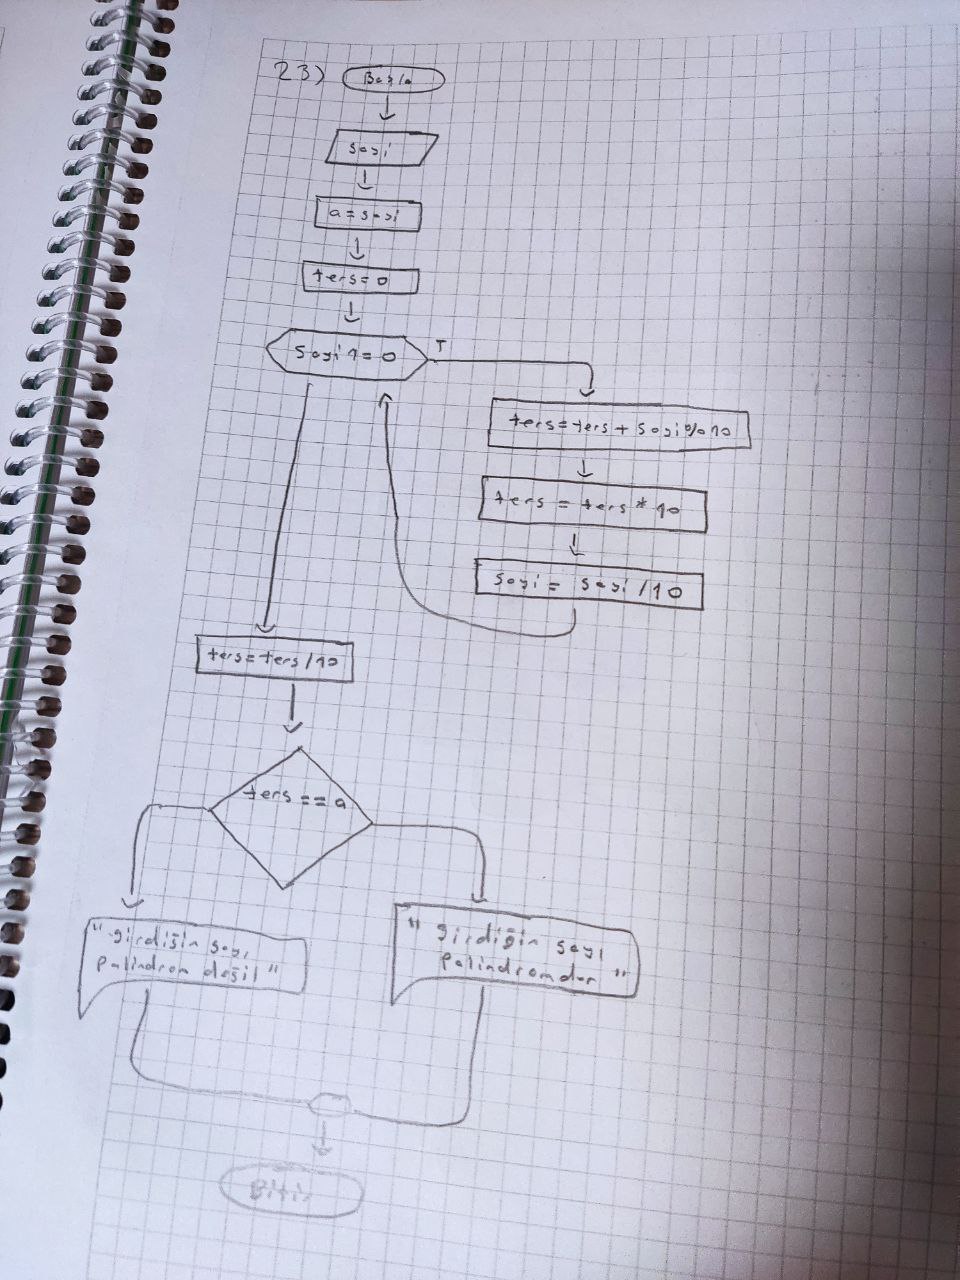 23) Başla
sayi
a = sayi
ters = 0
sayi != 0 T
ters = ters + sayi % 10
ters = ters * 10
sayi = sayi / 10
ters = ters / 10
ters == a
"girdiğin sayı
palindrom değil"
"girdiğin sayı
palindromdur"
Bitir